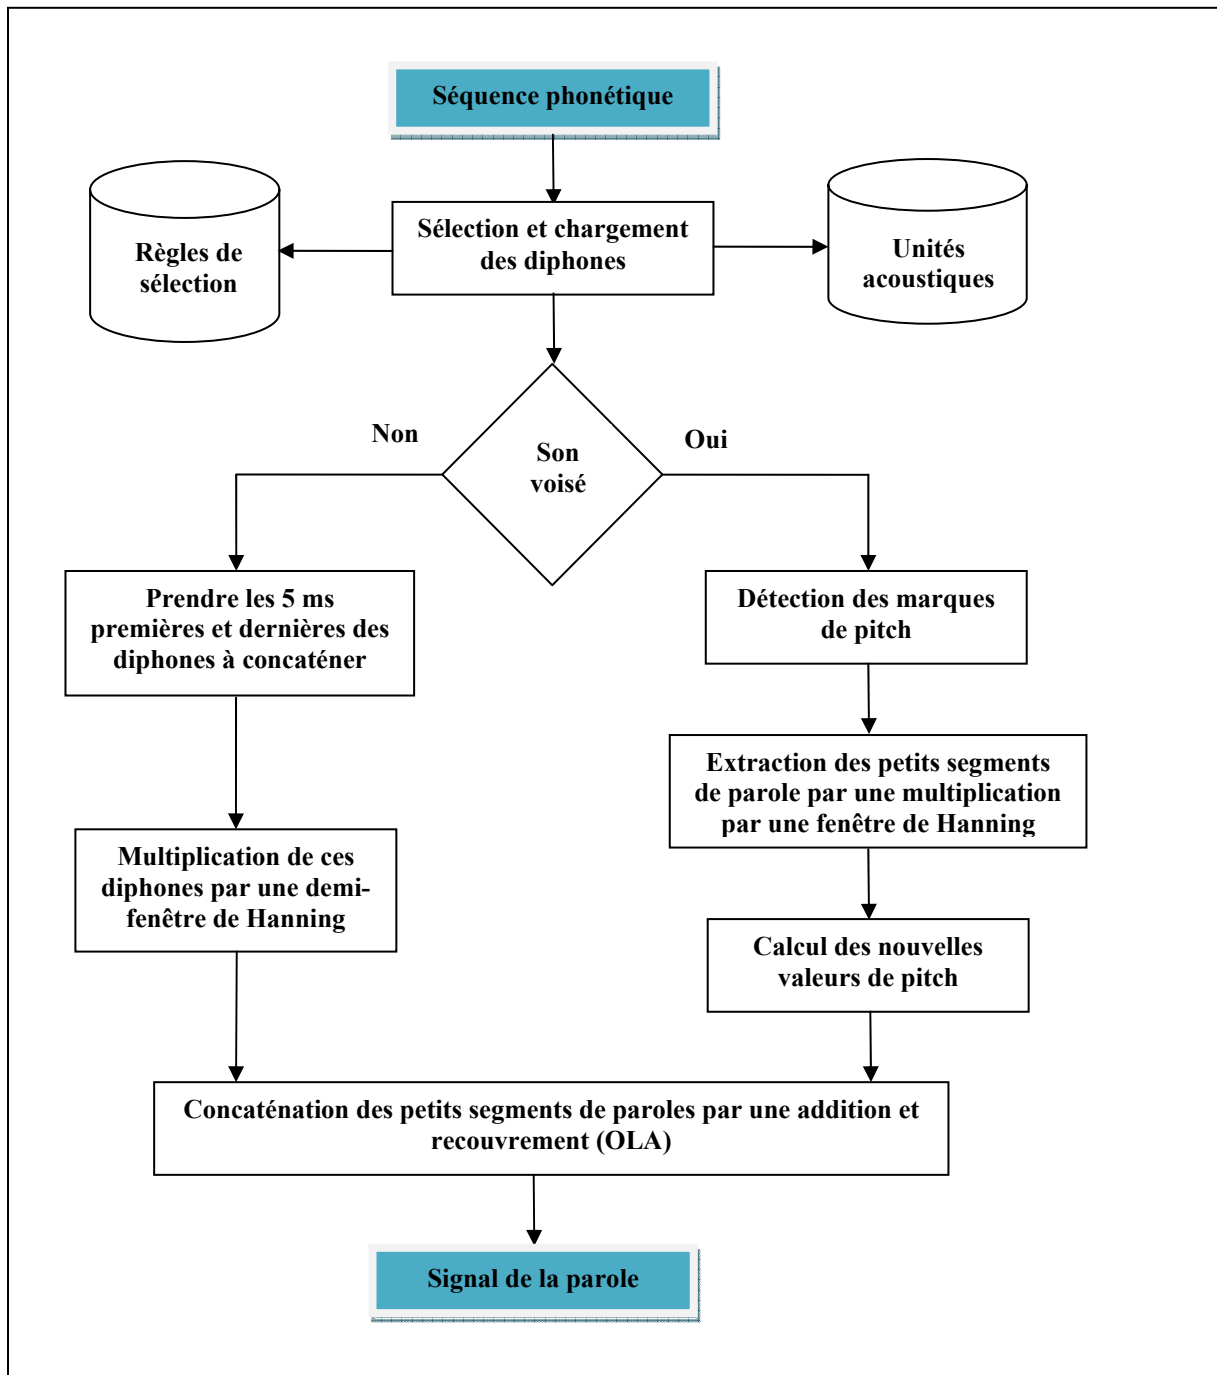 Séquence phonétique
Sélection et chargement
des diphones
Règles de
sélection
Unités
acoustiques
Non
Oui
Son
voisé
Prendre les 5 ms
premières et dernières des
diphones à concaténer
Détection des marques
de pitch
Extraction des petits segments
de parole par une multiplication
par une fenêtre de Hanning
Multiplication de ces
diphones par une demi-
fenêtre de Hanning
Calcul des nouvelles
valeurs de pitch
Concaténation des petits segments de paroles par une addition et
recouvrement (OLA)
Signal de la parole